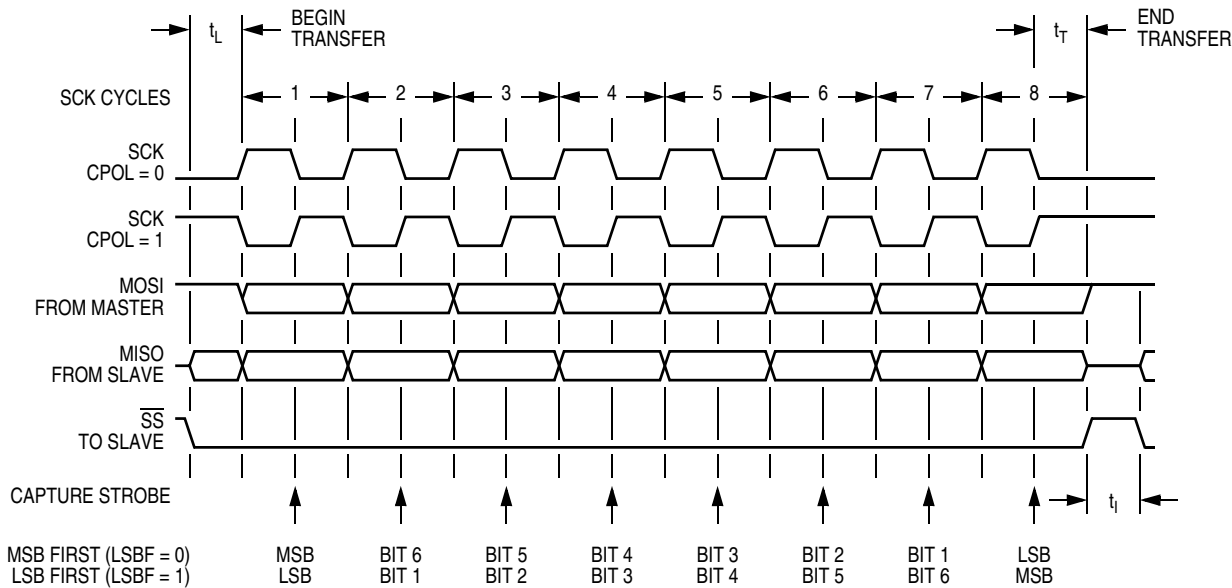 BEGIN
TRANSFER
END
TRANSFER
tL
tT
SCK CYCLES
1 2 3 4 5 6 7 8
SCK
CPOL = 0
SCK
CPOL = 1
MOSI
FROM MASTER
MISO
FROM SLAVE
SS
TO SLAVE
CAPTURE STROBE
tI
MSB FIRST (LSBF = 0) MSB BIT 6 BIT 5 BIT 4 BIT 3 BIT 2 BIT 1 LSB
LSB FIRST (LSBF = 1) LSB BIT 1 BIT 2 BIT 3 BIT 4 BIT 5 BIT 6 MSB